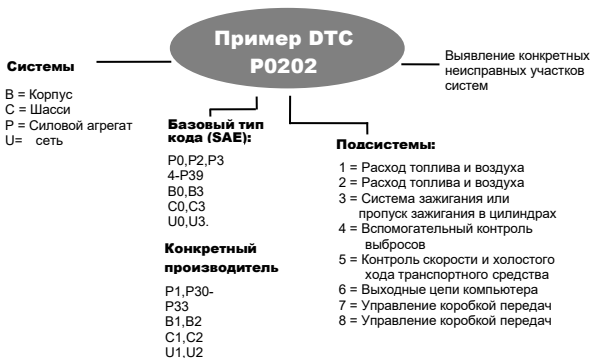 Пример DTC
P0202
Системы
B = Корпус
C = Шасси
P = Силовой агрегат
U= сеть
Выявление конкретных
неисправных участков
систем
Базовый тип
кода (SAE):
P0,P2,P3
4-P39
B0,B3
C0,C3
U0,U3.
Конкретный
производитель
P1,P30-
P33
B1,B2
C1,C2
U1,U2
Подсистемы:
1 = Расход топлива и воздуха
2 = Расход топлива и воздуха
3 = Система зажигания или
пропуск зажигания в цилиндрах
4 = Вспомогательный контроль
выбросов
5 = Контроль скорости и холостого
хода транспортного средства
6 = Выходные цепи компьютера
7 = Управление коробкой передач
8 = Управление коробкой передач